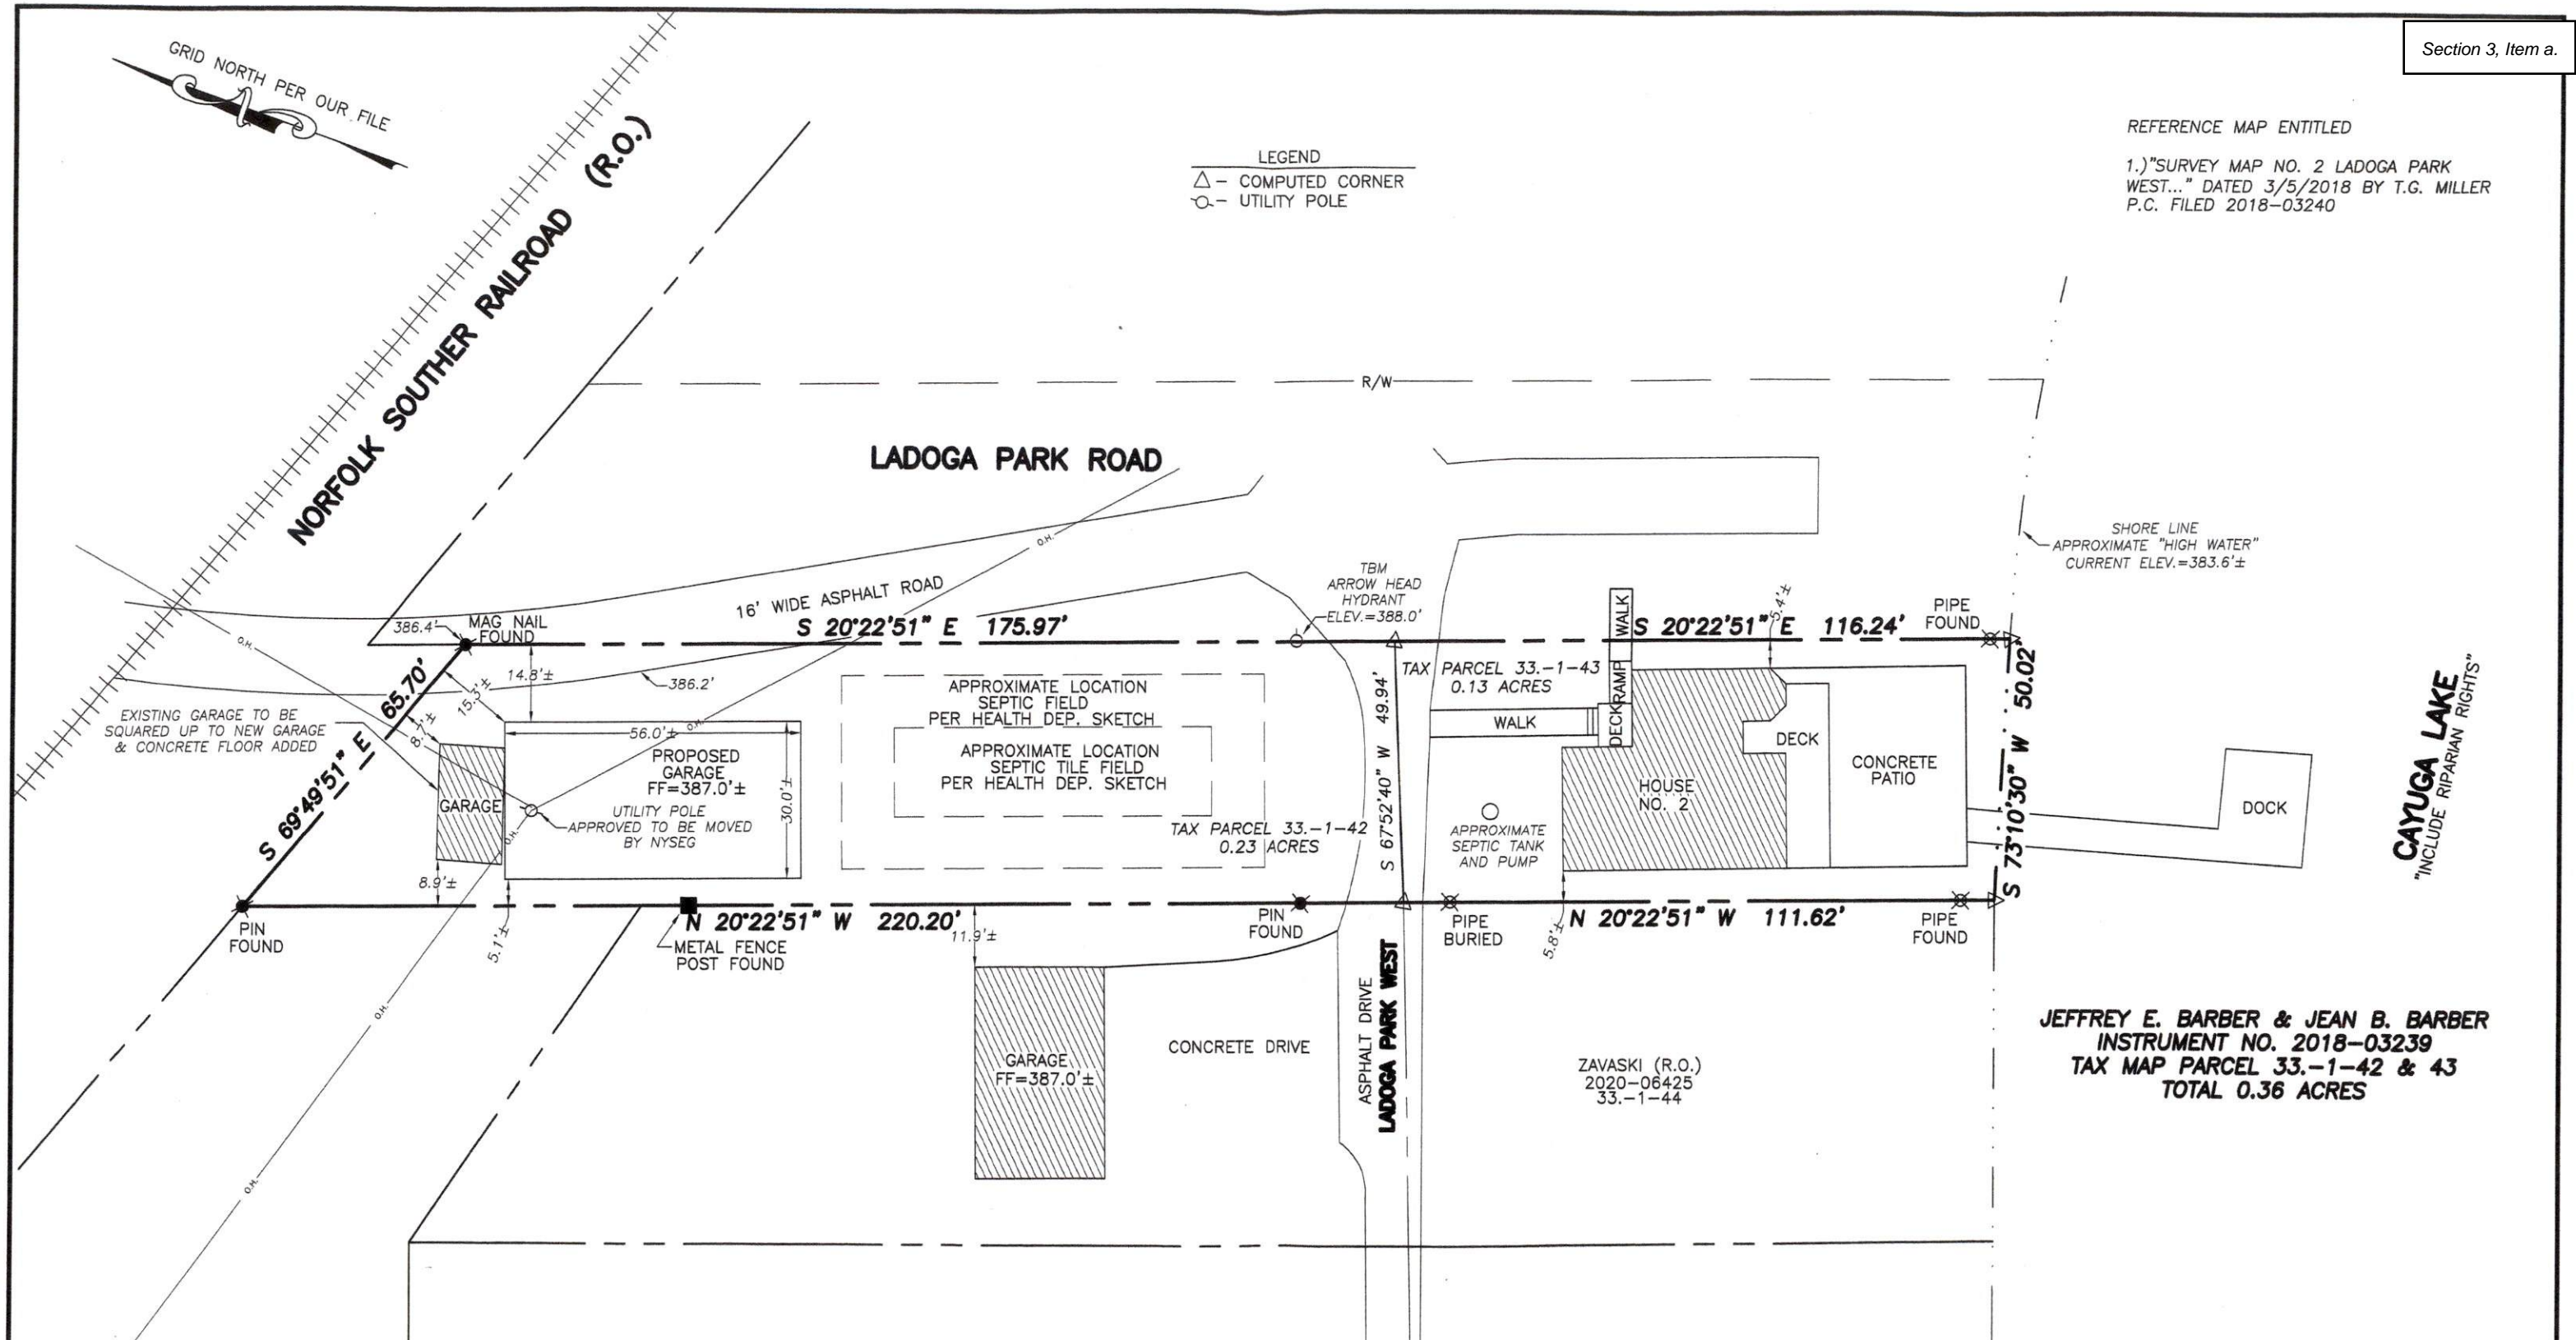 Section 3, Item a.
GRID NORTH PER OUR FILE
NORFOLK SOUTHER RAILROAD (R.O.)
LEGEND
△ - COMPUTED CORNER
-O- - UTILITY POLE
REFERENCE MAP ENTITLED
1.)"SURVEY MAP NO. 2 LADOGA PARK
WEST..." DATED 3/5/2018 BY T.G. MILLER
P.C. FILED 2018-03240
R/W
LADOGA PARK ROAD
O.H.
16' WIDE ASPHALT ROAD
TBM
ARROW HEAD
HYDRANT
ELEV.=388.0'
SHORE LINE
APPROXIMATE "HIGH WATER"
CURRENT ELEV.=383.6'±
O.H.
386.4'
MAG NAIL
FOUND
S 20°22'51" E 175.97'
WALK
S 20°22'51" E 116.24'
5.4'±
PIPE
FOUND
65.70'
S 69°49'51" E
14.8'±
15.3'±
8.7'±
386.2'
EXISTING GARAGE TO BE
SQUARED UP TO NEW GARAGE
& CONCRETE FLOOR ADDED
APPROXIMATE LOCATION
SEPTIC FIELD
PER HEALTH DEP. SKETCH
APPROXIMATE LOCATION
SEPTIC TILE FIELD
PER HEALTH DEP. SKETCH
O.H.
56.0'±
PROPOSED
GARAGE
FF=387.0'±
30.0'±
GARAGE
UTILITY POLE
APPROVED TO BE MOVED
BY NYSEG
O.H.
TAX PARCEL 33.-1-42
0.23 ACRES
S 67°52'40" W 49.94'
TAX PARCEL 33.-1-43
0.13 ACRES
RAMP
WALK
DECK
DECK
CONCRETE
PATIO
HOUSE
NO. 2
APPROXIMATE
SEPTIC TANK
AND PUMP
S 73°10'30" W 50.02'
DOCK
CAYUGA LAKE
"INCLUDE RIPARIAN RIGHTS"
8.9'±
PIN
FOUND
5.1'±
N 20°22'51" W 220.20'
METAL FENCE
POST FOUND
11.9'±
PIN
FOUND
PIPE
BURIED
5.8'±
N 20°22'51" W 111.62'
PIPE
FOUND
O.H.
O.H.
GARAGE
FF=387.0'±
CONCRETE DRIVE
ASPHALT DRIVE
LADOGA PARK WEST
ZAVASKI (R.O.)
2020-06425
33.-1-44
JEFFREY E. BARBER & JEAN B. BARBER
INSTRUMENT NO. 2018-03239
TAX MAP PARCEL 33.-1-42 & 43
TOTAL 0.36 ACRES